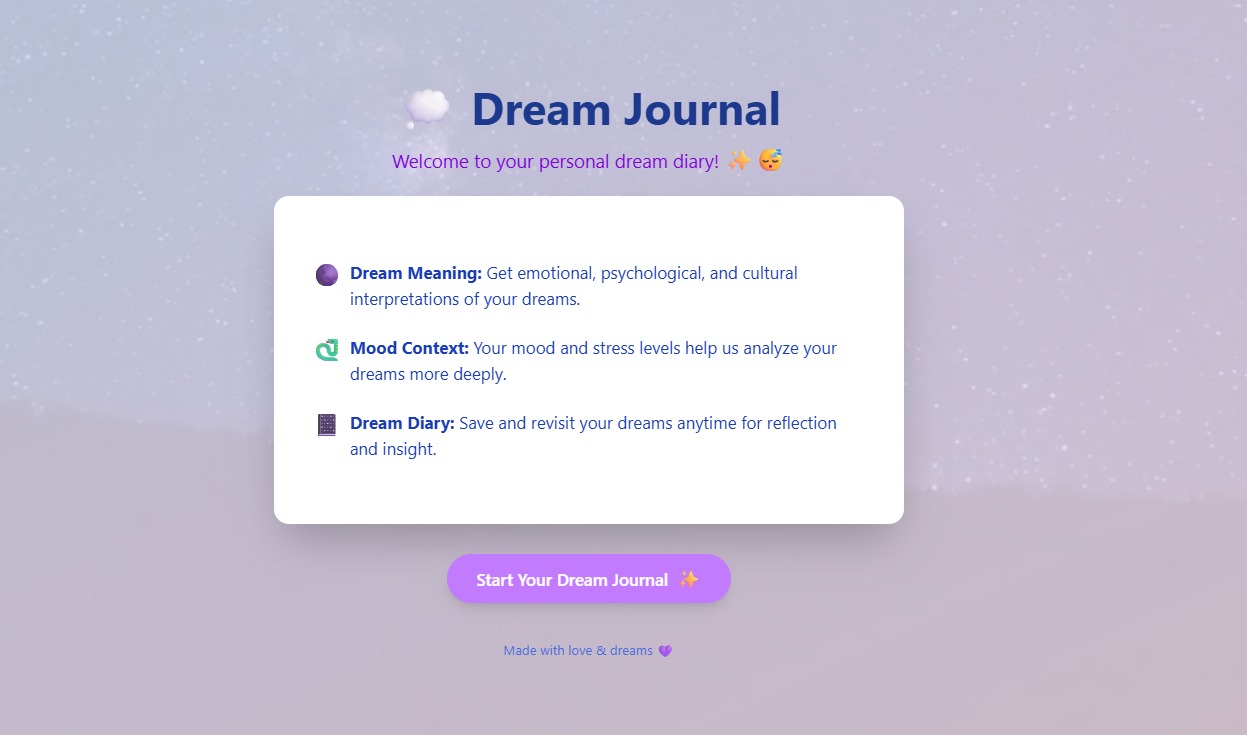 Dream Journal
Welcome to your personal dream diary! ✨ 😴
Dream Meaning: Get emotional, psychological, and cultural
interpretations of your dreams.
Mood Context: Your mood and stress levels help us analyze your
dreams more deeply.
Dream Diary: Save and revisit your dreams anytime for reflection
and insight.
Start Your Dream Journal ✨
Made with love & dreams 💜